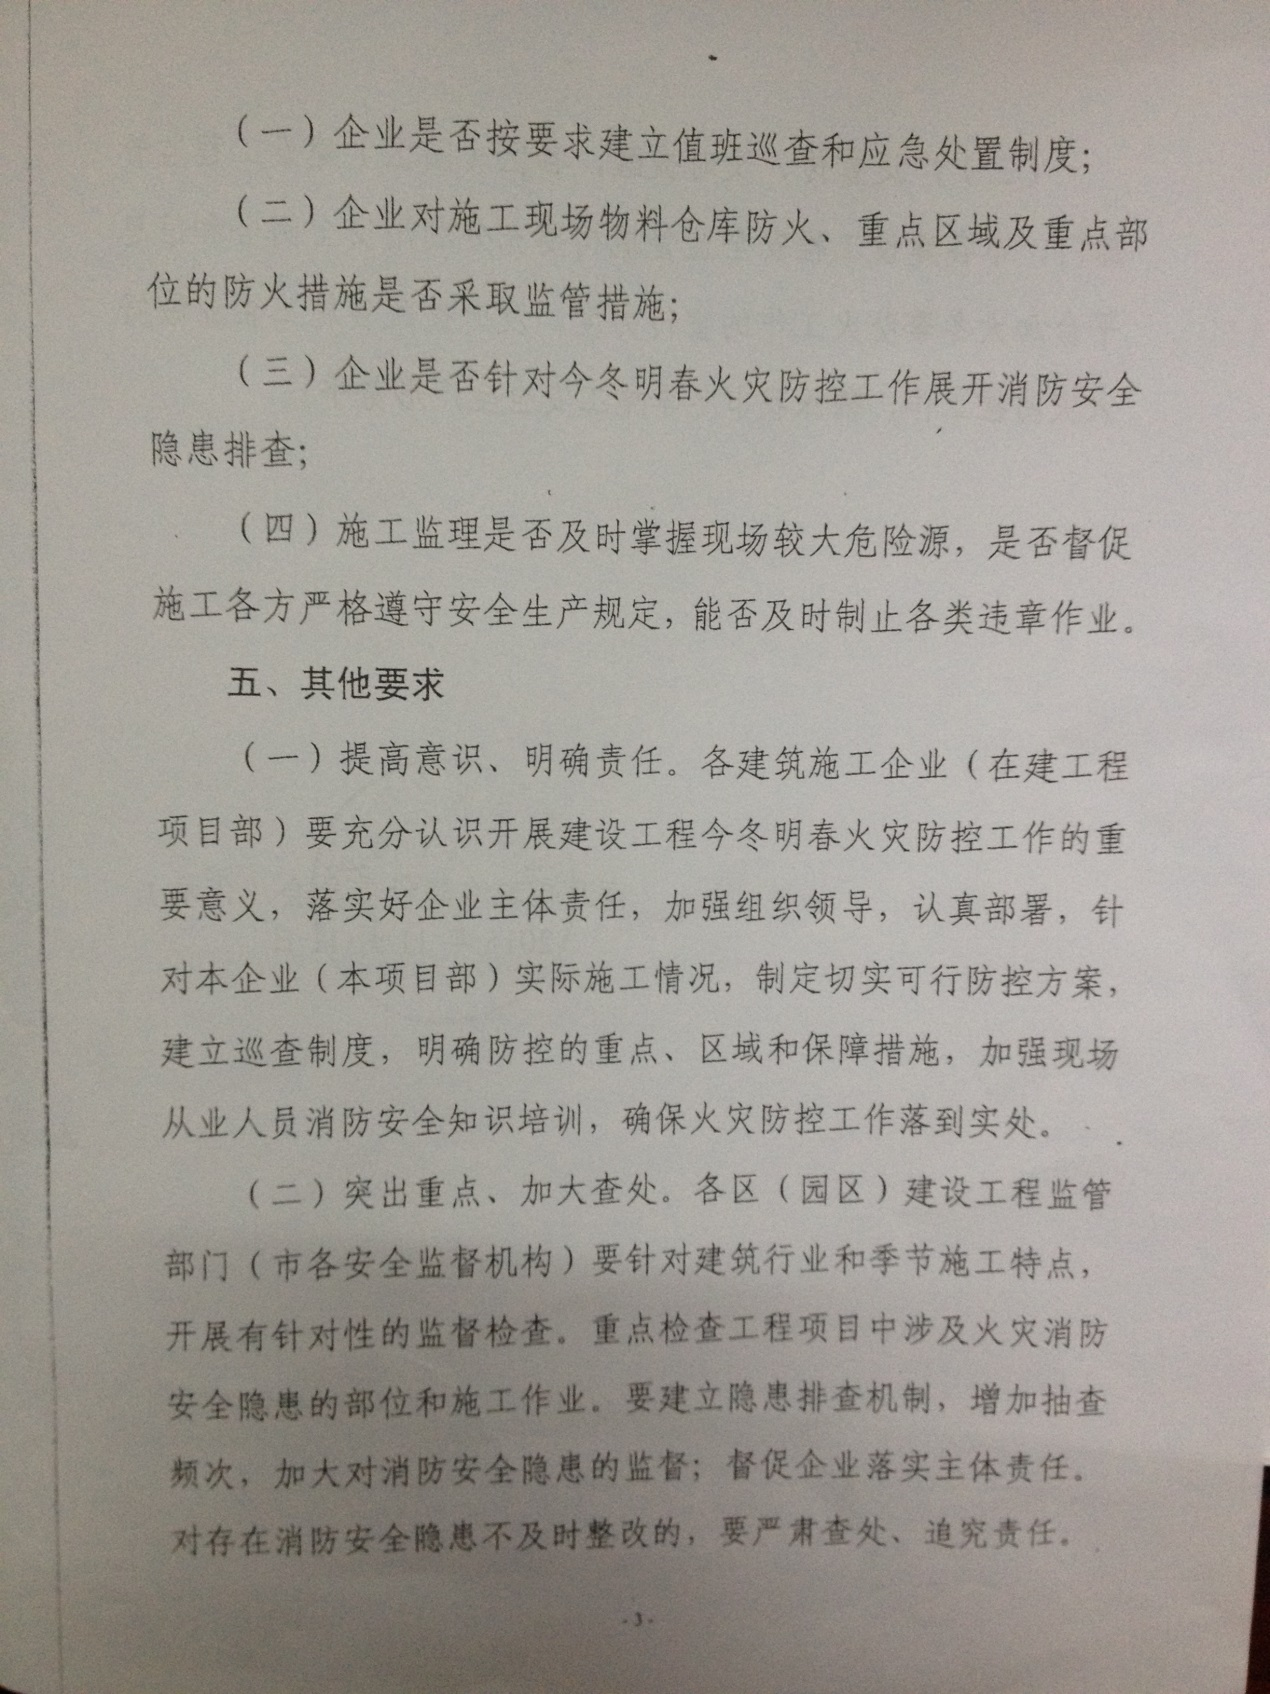 （一）企业是否按要求建立值班巡查和应急处置制度；
（二）企业对施工现场物料仓库防火、重点区域及重点部
位的防火措施是否采取监管措施；
（三）企业是否针对今冬明春火灾防控工作展开消防安全
隐患排查；
（四）施工监理是否及时掌握现场较大危险源，是否督促
施工各方严格遵守安全生产规定，能否及时制止各类违章作业。
五、其他要求
（一）提高意识、明确责任。各建筑施工企业（在建工程
项目部）要充分认识开展建设工程今冬明春火灾防控工作的重
要意义，落实好企业主体责任，加强组织领导，认真部署，针
对本企业（本项目部）实际施工情况，制定切实可行防控方案，
建立巡查制度，明确防控的重点、区域和保障措施，加强现场
从业人员消防安全知识培训，确保火灾防控工作落到实处。
（二）突出重点、加大查处。各区（园区）建设工程监管
部门（市各安全监督机构）要针对建筑行业和季节施工特点，
开展有针对性的监督检查。重点检查工程项目中涉及火灾消防
安全隐患的部位和施工作业。要建立隐患排查机制，增加抽查
频次，加大对消防安全隐患的监督；督促企业落实主体责任。
对存在消防安全隐患不及时整改的，要严肃查处、追究责任。
- 3 -